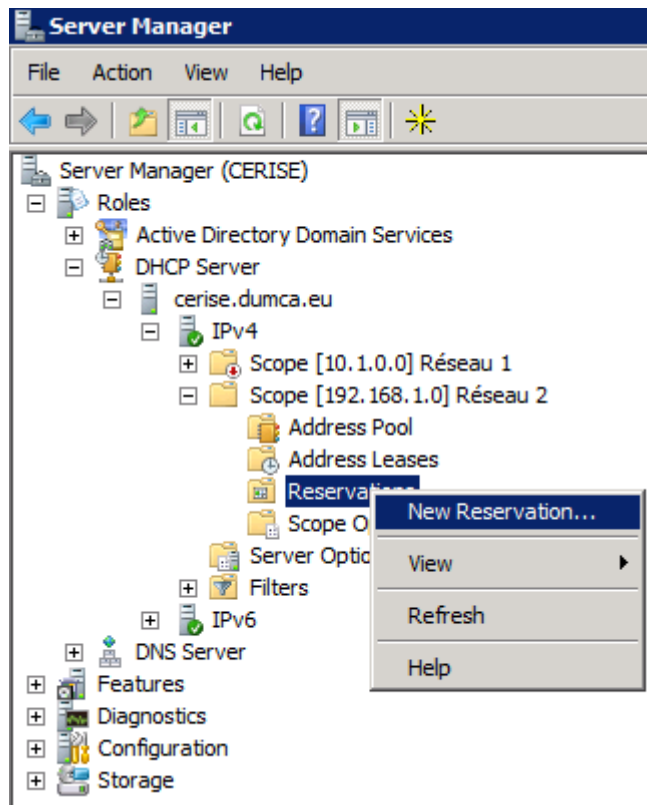 Server Manager
File Action View Help
Server Manager (CERISE)
Roles
Active Directory Domain Services
DHCP Server
cerise.dumca.eu
IPv4
Scope [10.1.0.0] Réseau 1
Scope [192.168.1.0] Réseau 2
Address Pool
Address Leases
Reservations
New Reservation...
Scope O
Server Optio
View
Filters
Refresh
IPv6
DNS Server
Help
Features
Diagnostics
Configuration
Storage